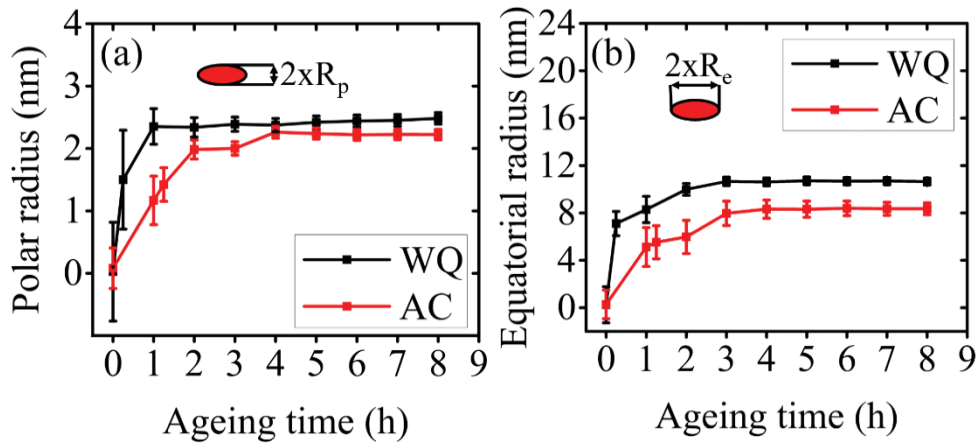 (a)
Polar radius (nm)
4
3
2
1
0
2xRp
WQ
AC
0 1 2 3 4 5 6 7 8 9
Ageing time (h)
(b)
Equatorial radius (nm)
24
20
16
12
8
4
0
2xRe
WQ
AC
0 1 2 3 4 5 6 7 8 9
Ageing time (h)